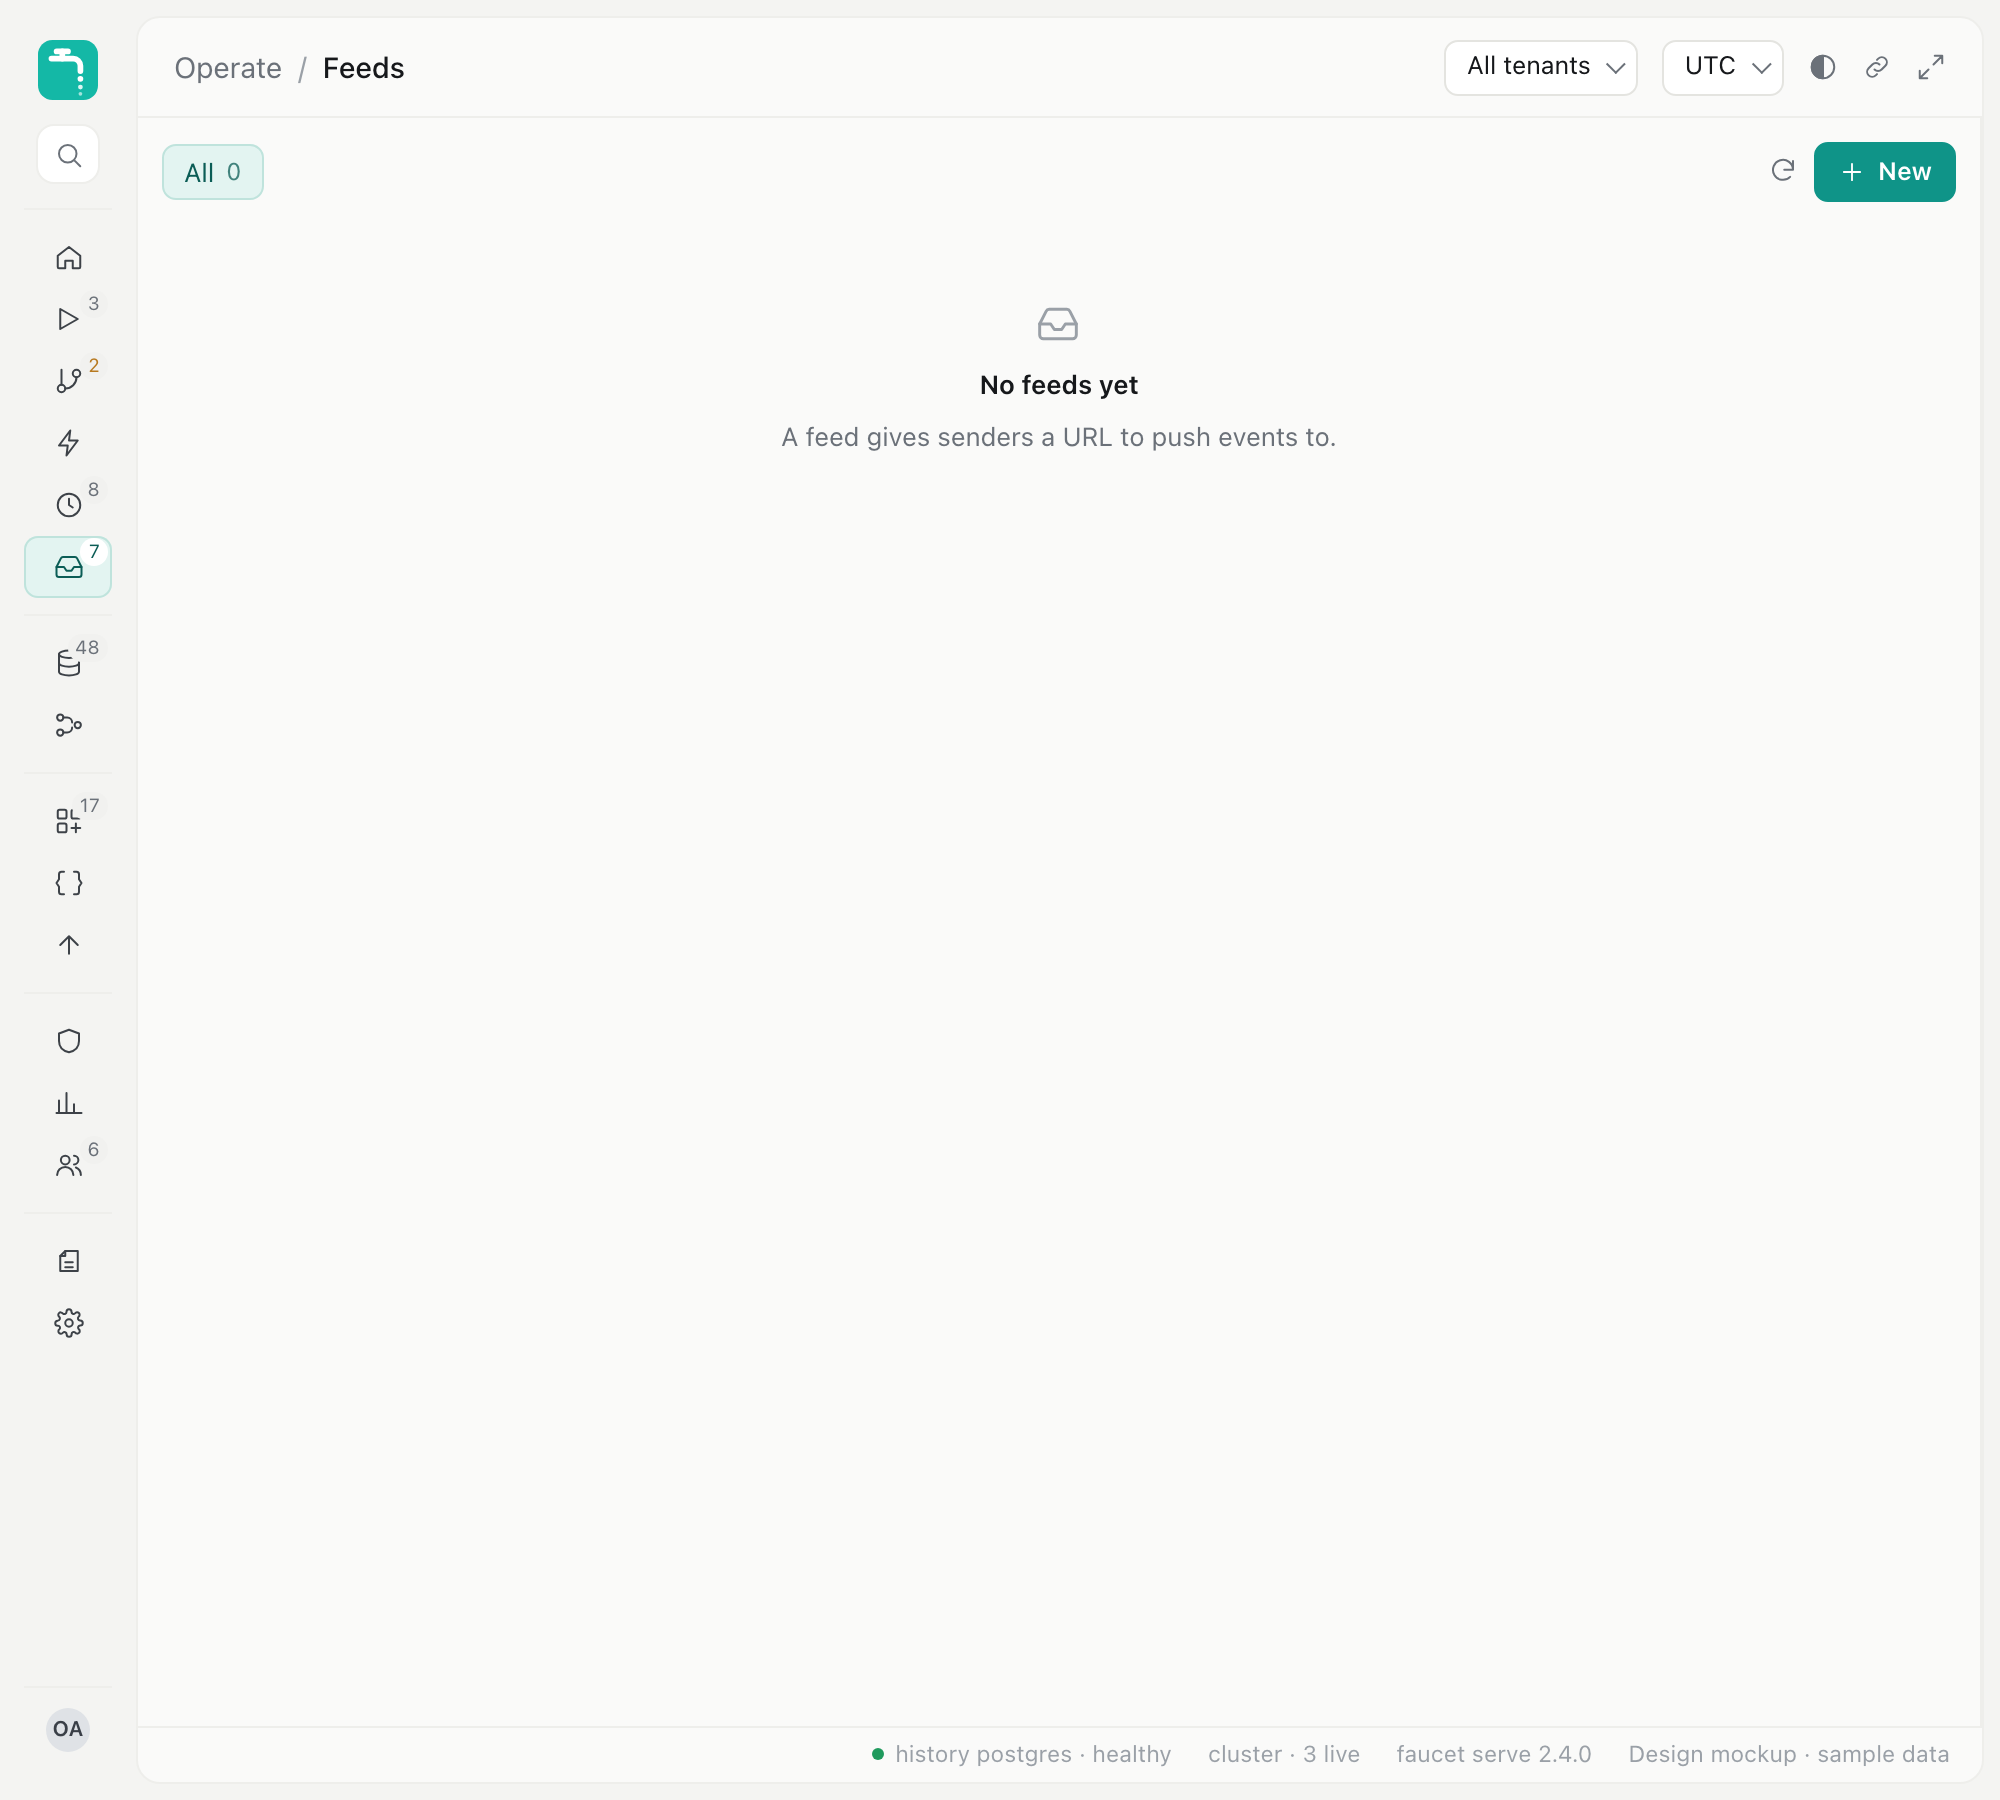 Operate / Feeds
All tenants
UTC
All 0
New
3
2
8
7
48
17
6
No feeds yet
A feed gives senders a URL to push events to.
OA
history postgres · healthy
cluster · 3 live
faucet serve 2.4.0
Design mockup · sample data